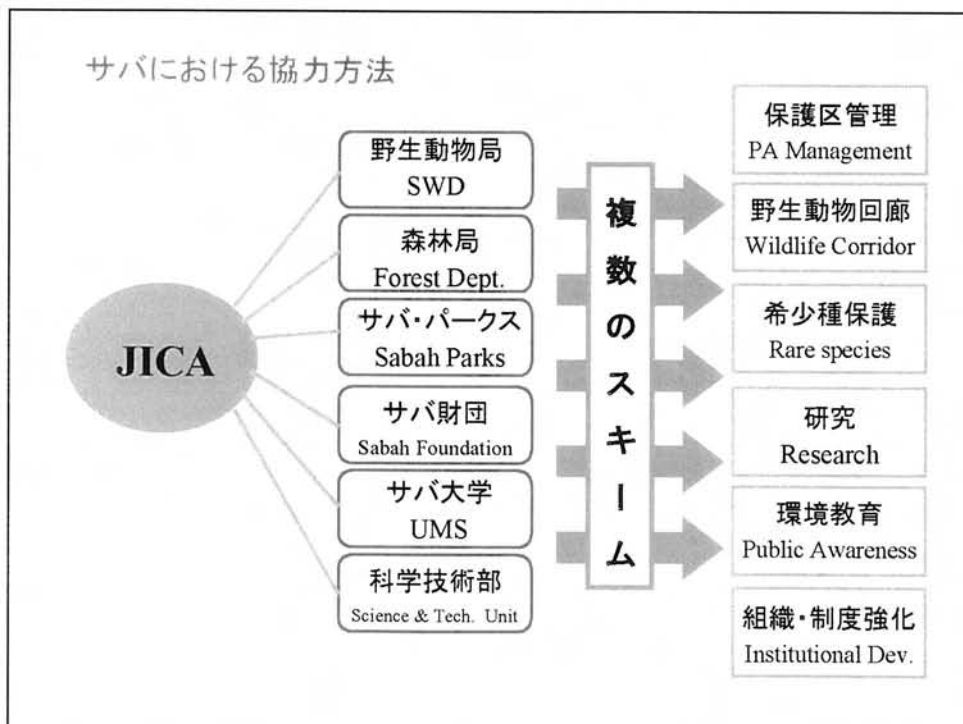 サバにおける協力方法
JICA
野生動物局
SWD
森林局
Forest Dept.
サバ・パークス
Sabah Parks
サバ財団
Sabah Foundation
サバ大学
UMS
科学技術部
Science & Tech. Unit
複数のスキーム
保護区管理
PA Management
野生動物回廊
Wildlife Corridor
希少種保護
Rare species
研究
Research
環境教育
Public Awareness
組織・制度強化
Institutional Dev.